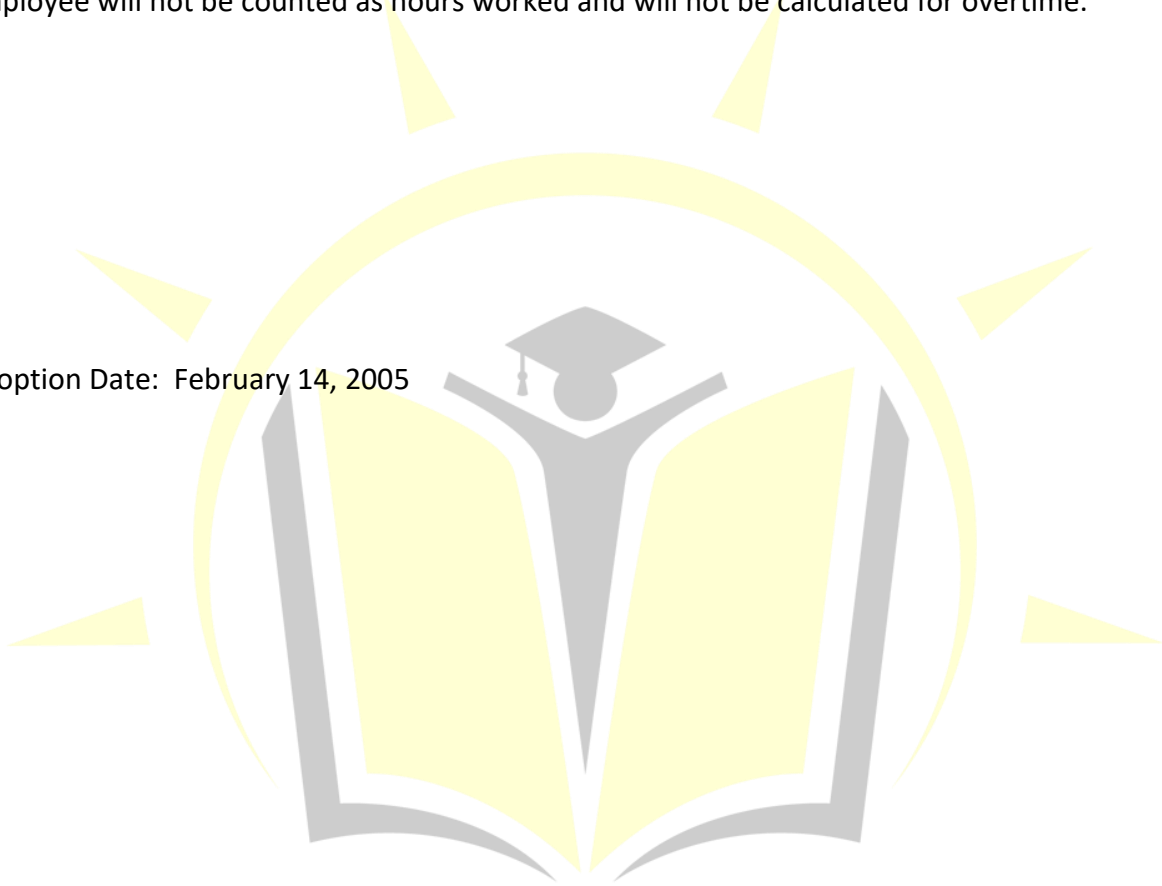 ployee will not be counted as hours worked and will not be calculated for overtime.
option Date: February 14, 2005